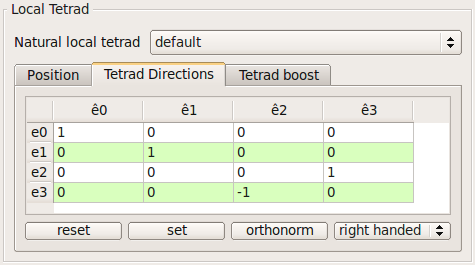 Local Tetrad
Natural local tetrad default
Position Tetrad Directions Tetrad boost
ê0 ê1 ê2 ê3
e0 1 0 0 0
e1 0 1 0 0
e2 0 0 0 1
e3 0 0 -1 0
reset set orthonorm right handed